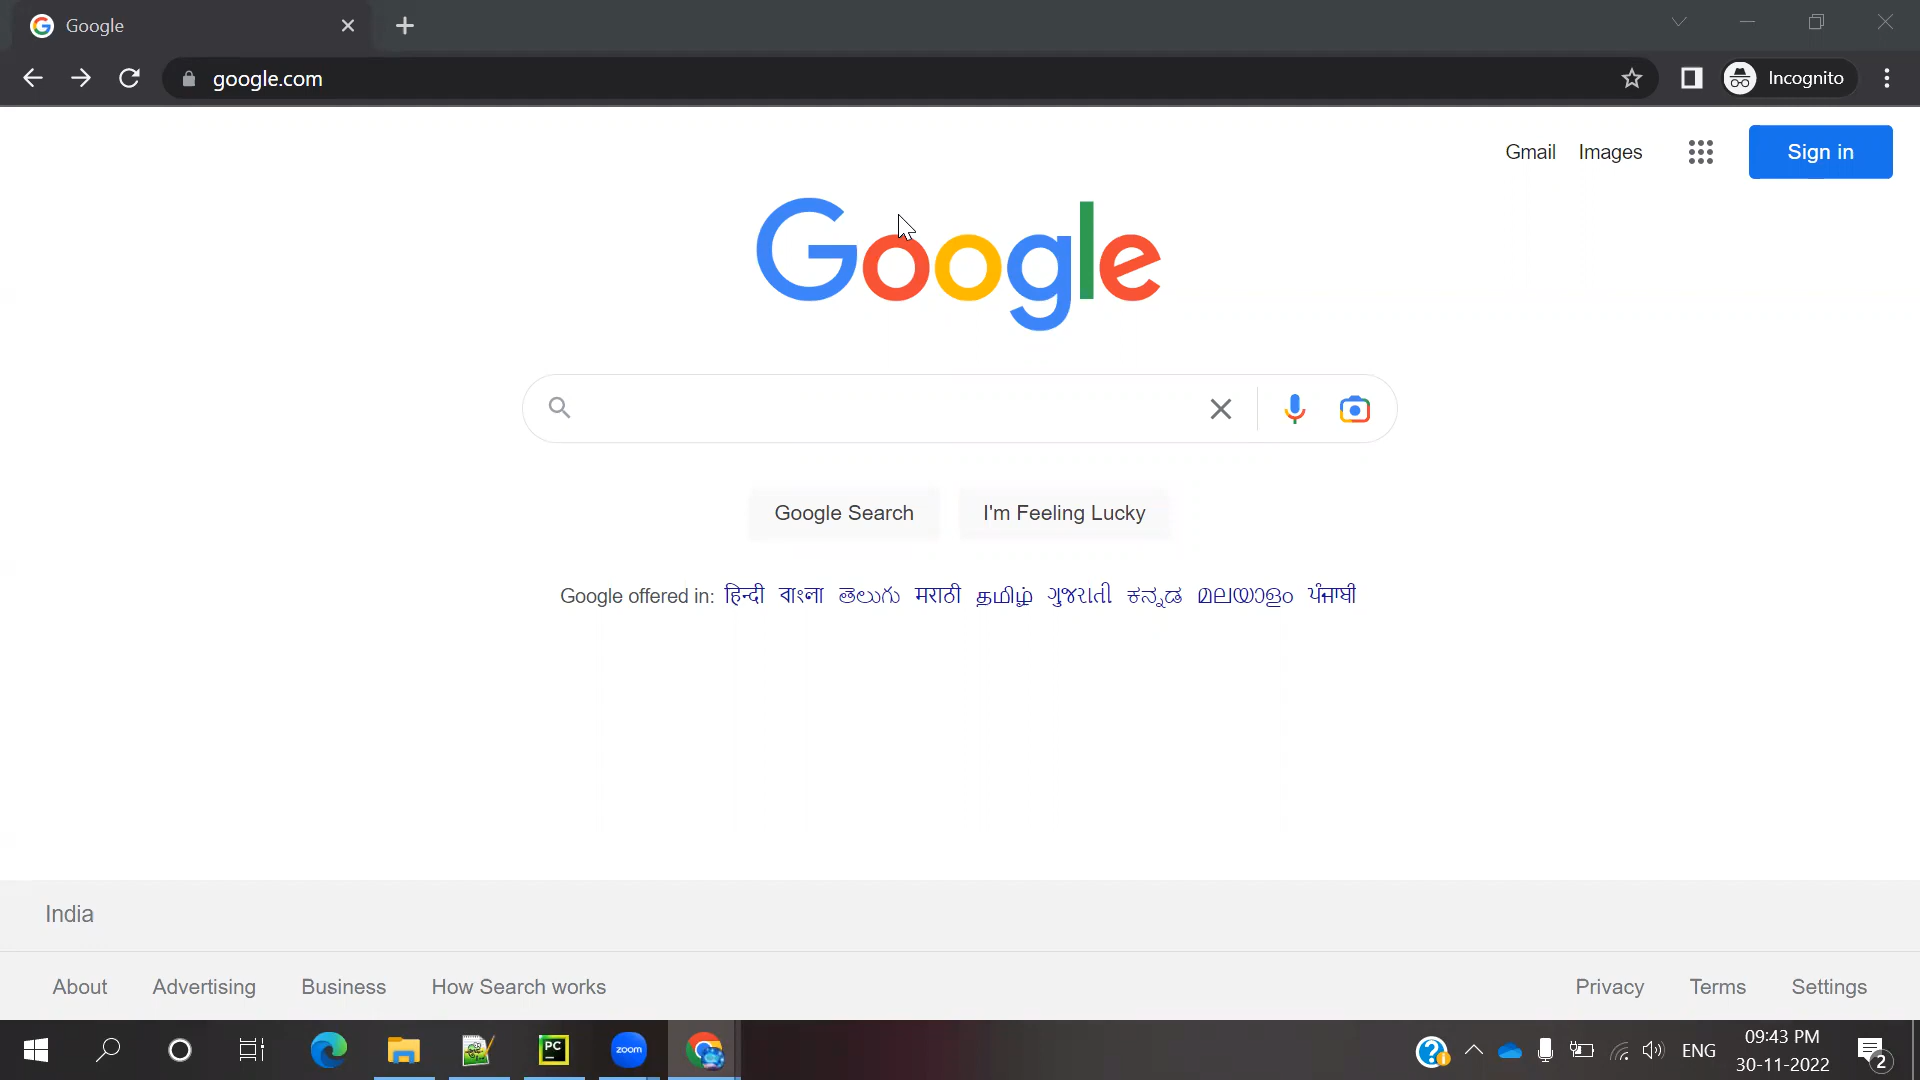 Google
google.com
Incognito
Gmail Images Sign in
Google
Google Search I'm Feeling Lucky
Google offered in: हिन्दी বাংলা తెలుగు मराठी தமிழ் ગુજરાતી ಕನ್ನಡ മലയാളം ਪੰਜਾਬੀ
India
About Advertising Business How Search works Privacy Terms Settings
PC zoom ENG 09:43 PM
30-11-2022 2